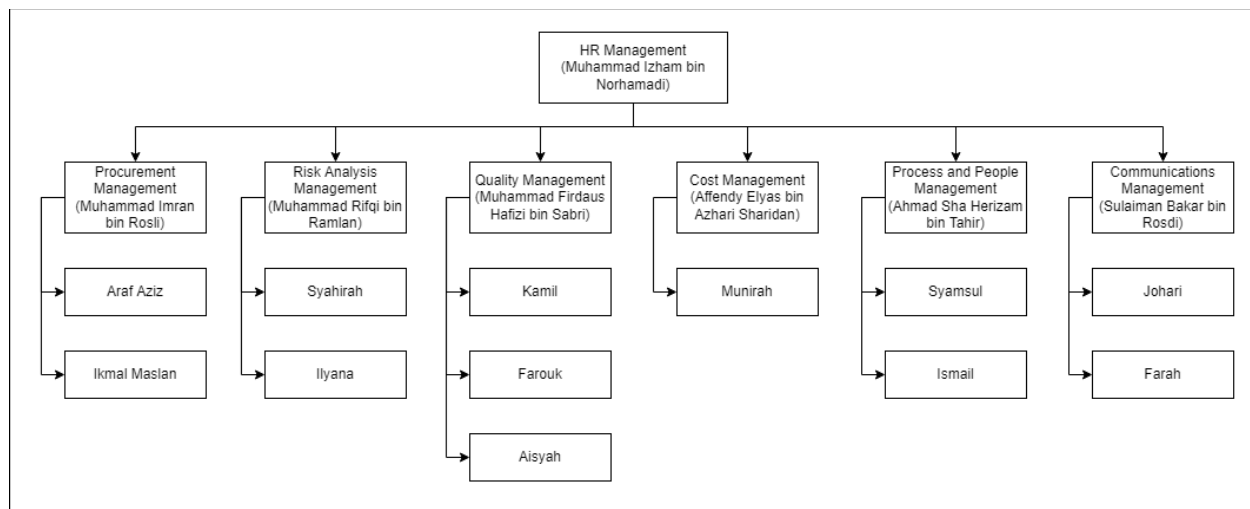 HR Management
(Muhammad Izham bin
Norhamadi)
Procurement
Management
(Muhammad Imran
bin Rosli)
Risk Analysis
Management
(Muhammad Rifqi bin
Ramlan)
Quality Management
(Muhammad Firdaus
Hafizi bin Sabri)
Cost Management
(Affendy Elyas bin
Azhari Sharidan)
Process and People
Management
(Ahmad Sha Herizam
bin Tahir)
Communications
Management
(Sulaiman Bakar bin
Rosdi)
Araf Aziz
Syahirah
Kamil
Munirah
Syamsul
Johari
Ikmal Maslan
Ilyana
Farouk
Ismail
Farah
Aisyah